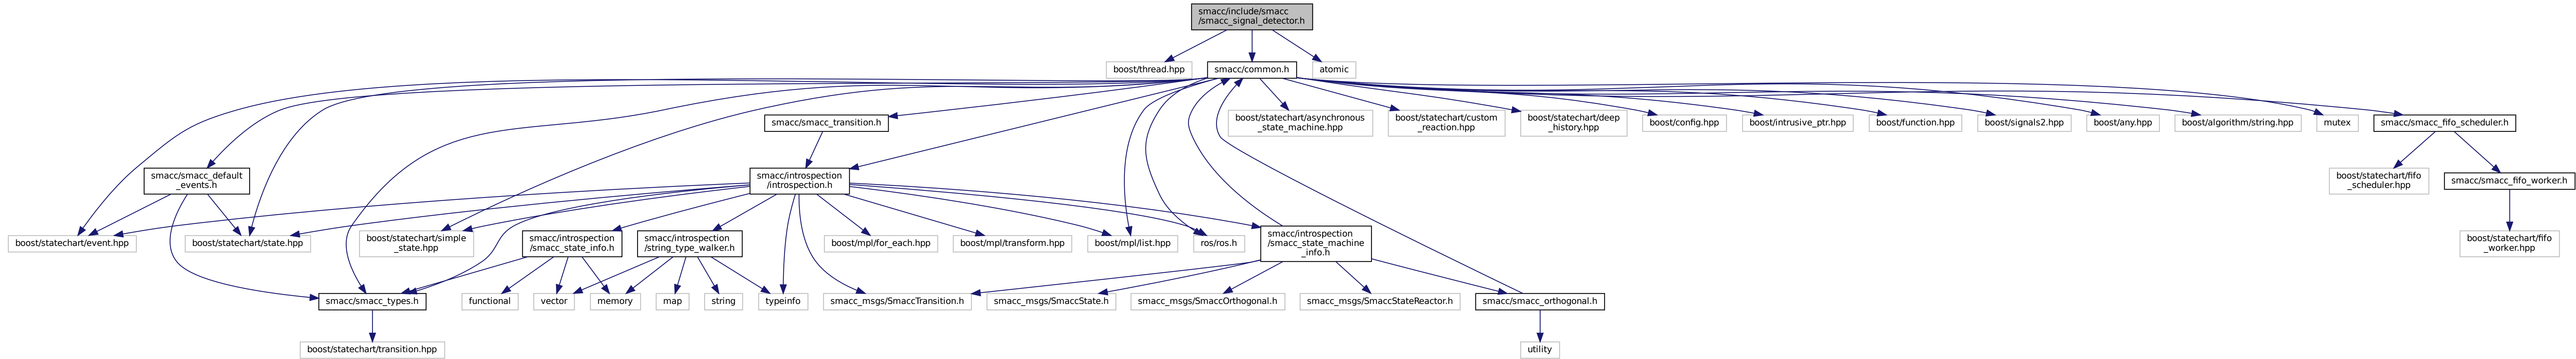 smacc/include/smacc
/smacc_signal_detector.h
boost/thread.hpp
smacc/common.h
atomic
smacc/smacc_transition.h
boost/statechart/asynchronous
_state_machine.hpp
boost/statechart/custom
_reaction.hpp
boost/statechart/deep
_history.hpp
boost/config.hpp
boost/intrusive_ptr.hpp
boost/function.hpp
boost/signals2.hpp
boost/any.hpp
boost/algorithm/string.hpp
mutex
smacc/smacc_fifo_scheduler.h
smacc/smacc_default
_events.h
smacc/introspection
/introspection.h
boost/statechart/fifo
_scheduler.hpp
smacc/smacc_fifo_worker.h
boost/statechart/event.hpp
boost/statechart/state.hpp
boost/statechart/simple
_state.hpp
smacc/introspection
/smacc_state_info.h
smacc/introspection
/string_type_walker.h
boost/mpl/for_each.hpp
boost/mpl/transform.hpp
boost/mpl/list.hpp
ros/ros.h
smacc/introspection
/smacc_state_machine
_info.h
boost/statechart/fifo
_worker.hpp
smacc/smacc_types.h
functional
vector
memory
map
string
typeinfo
smacc_msgs/SmaccTransition.h
smacc_msgs/SmaccState.h
smacc_msgs/SmaccOrthogonal.h
smacc_msgs/SmaccStateReactor.h
smacc/smacc_orthogonal.h
boost/statechart/transition.hpp
utility